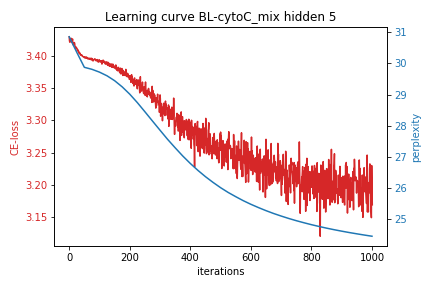 Learning curve BL-cytoC_mix hidden 5
CE-loss
3.40
3.35
3.30
3.25
3.20
3.15
31
30
29
28
27
26
25
perplexity
0 200 400 600 800 1000
iterations